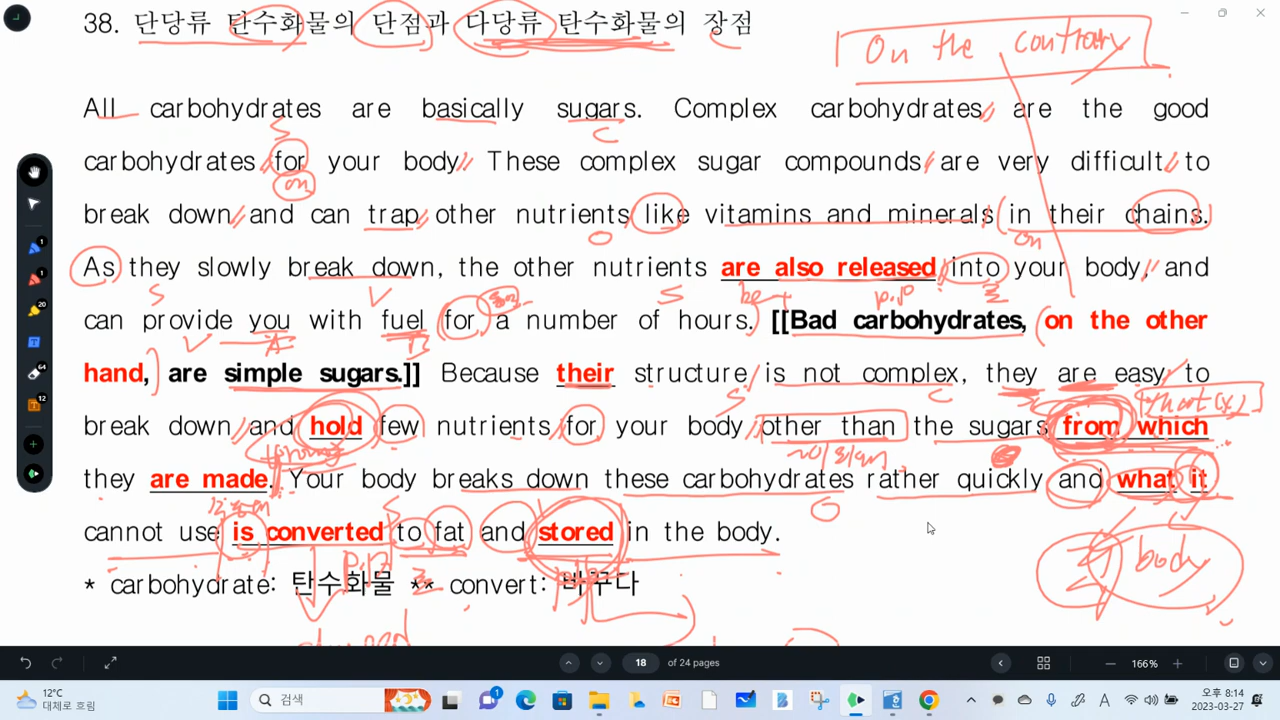 38. 단당류 탄수화물의 단점과 다당류 탄수화물의 장점
On the contrary
All carbohydrates are basically sugars. Complex carbohydrates are the good
S
C
carbohydrates for your body. These complex sugar compounds are very difficult to
on
break down and can trap other nutrients like vitamins and minerals in their chains.
O
on
As they slowly break down, the other nutrients are also released into your body, and
S
V
S
be + p.p
can provide you with fuel for a number of hours. [[Bad carbohydrates, on the other
V
A
B
hand, are simple sugars.]] Because their structure is not complex, they are easy to
S
C
break down and hold few nutrients for your body other than the sugars from which
they are made. Your body breaks down these carbohydrates rather quickly and what it
S
O
cannot use is converted to fat and stored in the body.
p.p
body
* carbohydrate: 탄수화물 ** convert: 바꾸다
18 of 24 pages
166%
12°C
대체로 흐림
검색
오후 8:14
2023-03-27